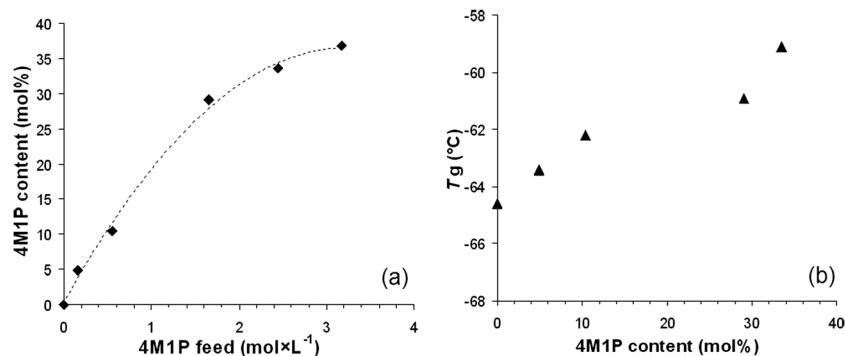 40
35
30
25
20
15
10
5
0
0 1 2 3 4
4M1P content (mol%)
4M1P feed (mol×L⁻¹)
(a)
-58
-60
-62
-64
-66
-68
0 10 20 30 40
Tg (°C)
4M1P content (mol%)
(b)